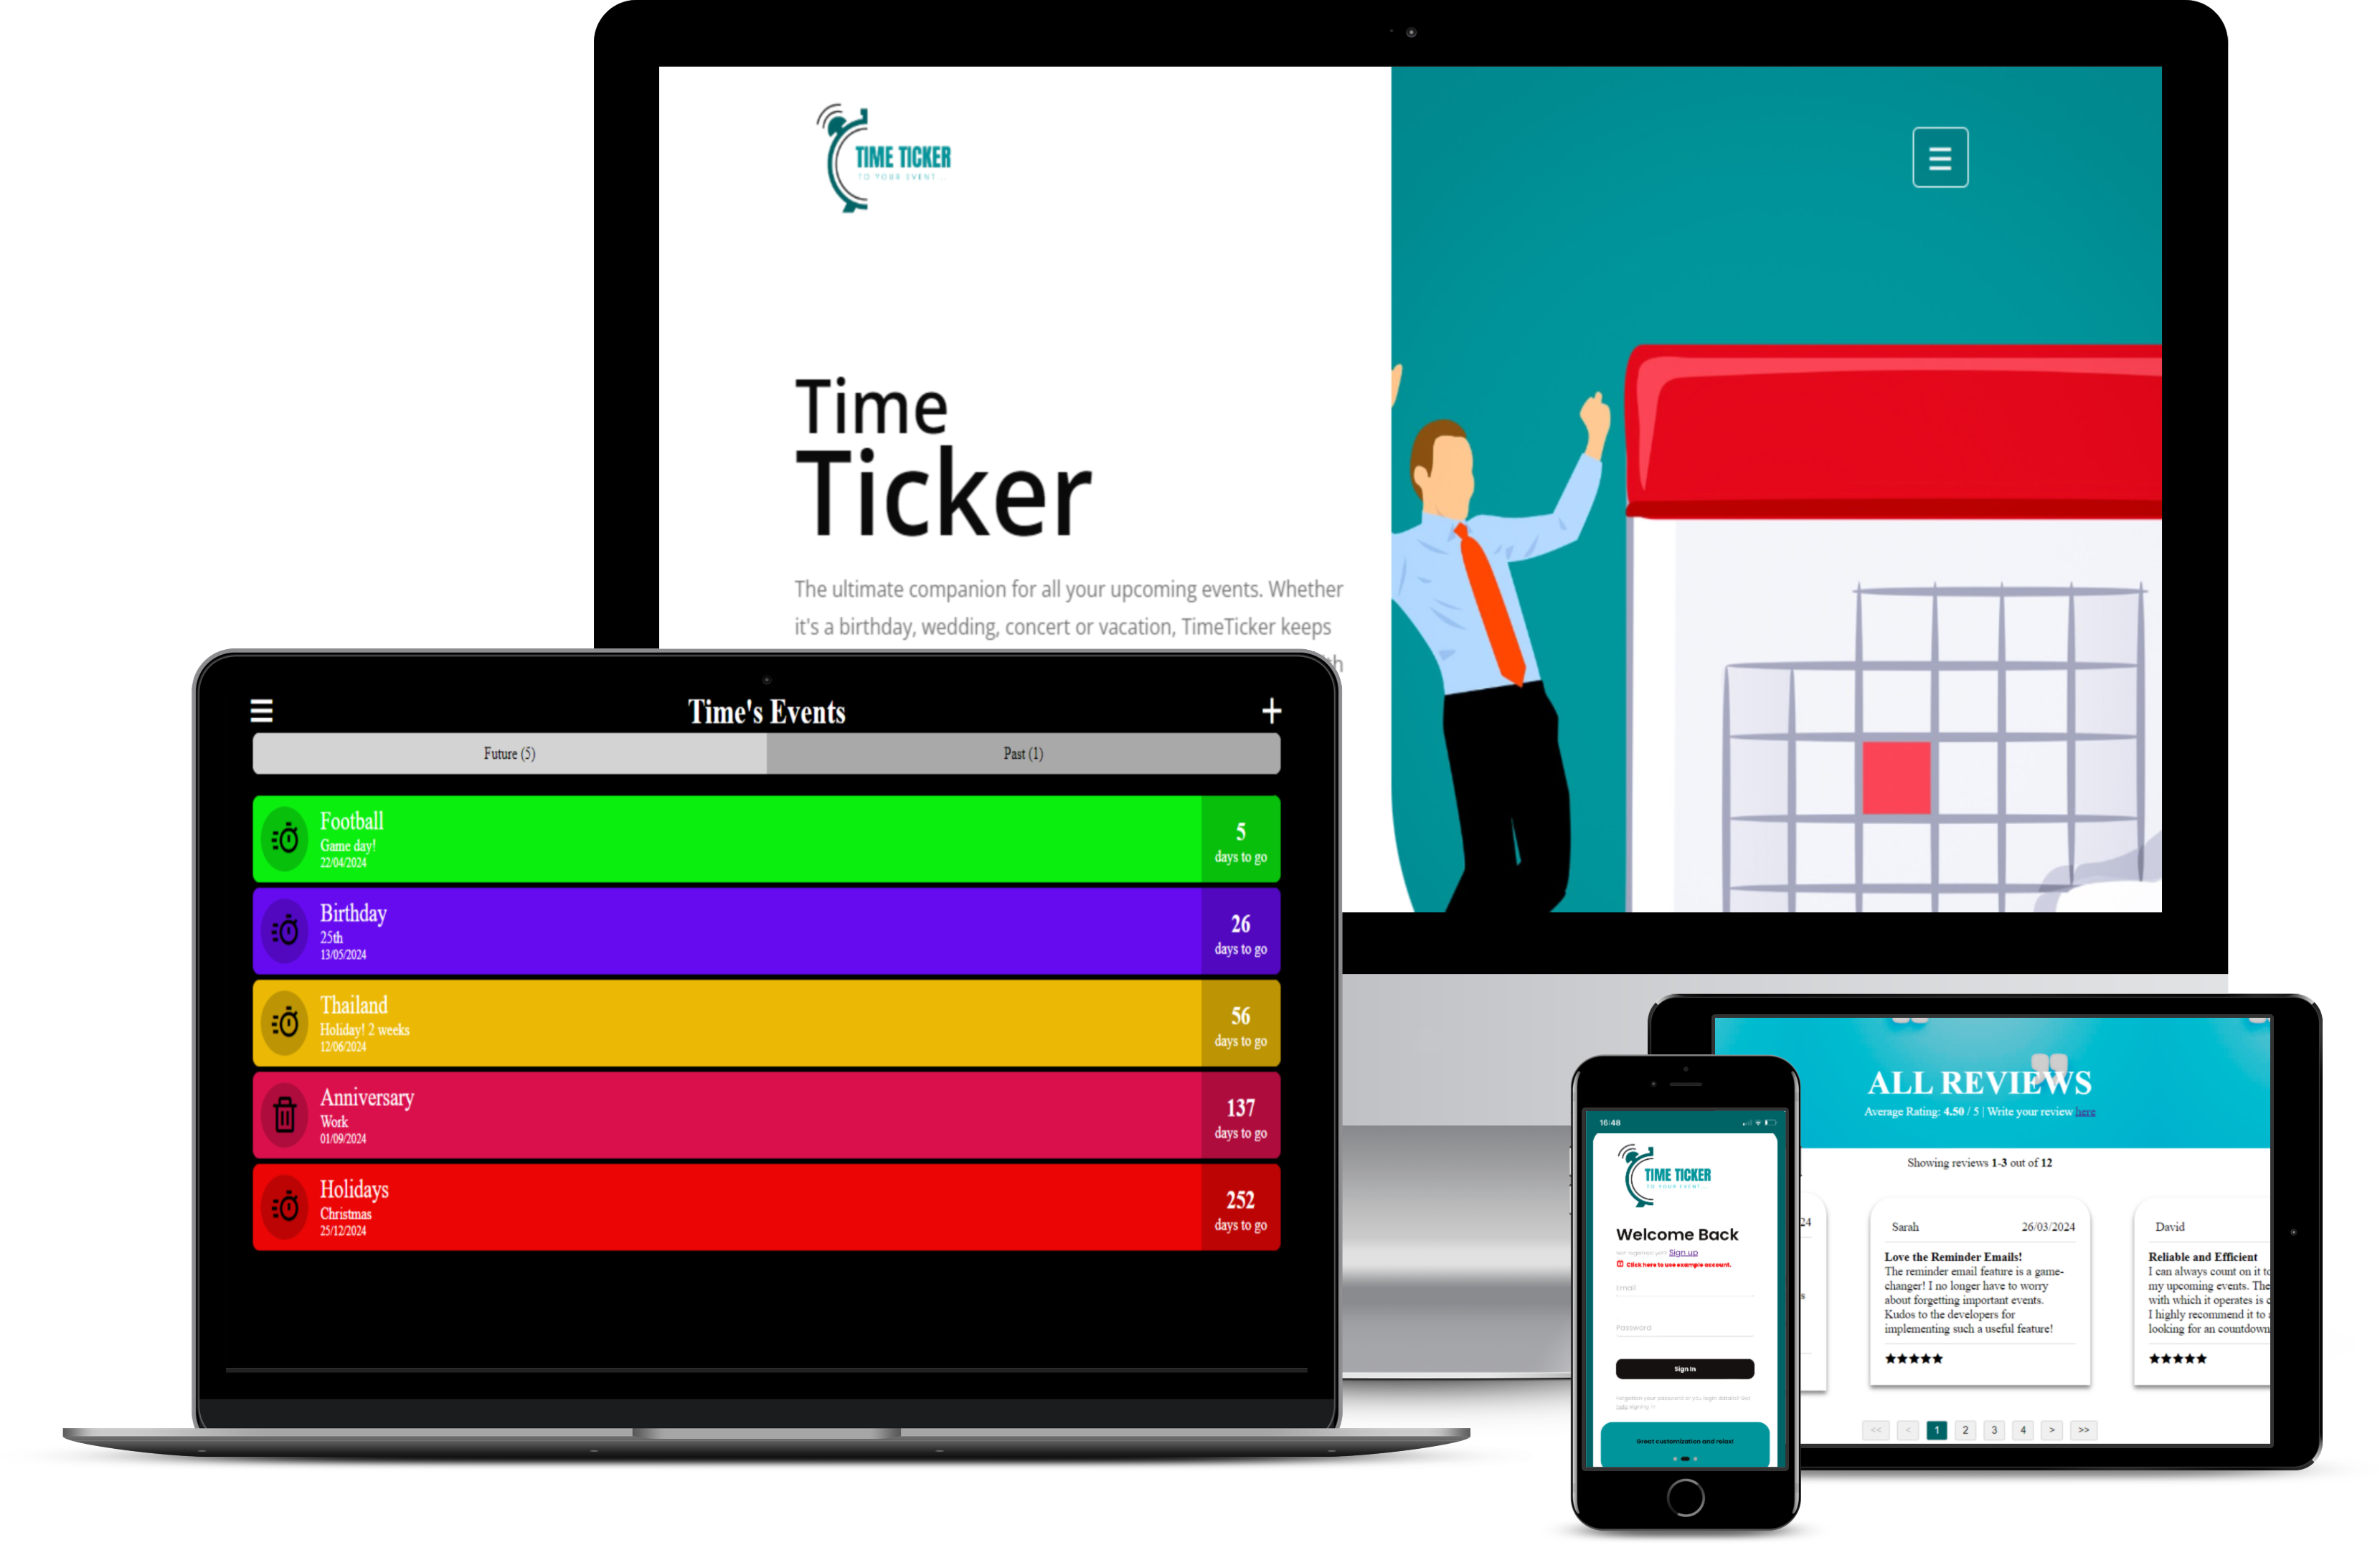 TIME TICKER
TO YOUR EVENT...
Time
Ticker
The ultimate companion for all your upcoming events. Whether
it's a birthday, wedding, concert or vacation, TimeTicker keeps
Time's Events
Future (5)
Past (1)
Football
Game day!
22/04/2024
5
days to go
Birthday
25th
13/05/2024
26
days to go
Thailand
Holiday! 2 weeks
12/06/2024
56
days to go
Anniversary
Work
01/09/2024
137
days to go
Holidays
Christmas
25/12/2024
252
days to go
16:48
TIME TICKER
TO YOUR EVENT...
Welcome Back
Not registered yet? Sign up
Click here to use example account.
Email
Password
Sign In
Great customization and relax!
ALL REVIEWS
Average Rating: 4.50 / 5 | Write your review here
Showing reviews 1-3 out of 12
24
Sarah 26/03/2024
Love the Reminder Emails!
The reminder email feature is a game-
changer! I no longer have to worry
about forgetting important events.
Kudos to the developers for
implementing such a useful feature!
★★★★★
David
Reliable and Efficient
I can always count on it to
my upcoming events. The
with which it operates is
I highly recommend it to
looking for an countdown
★★★★★
<< < 1 2 3 4 > >>